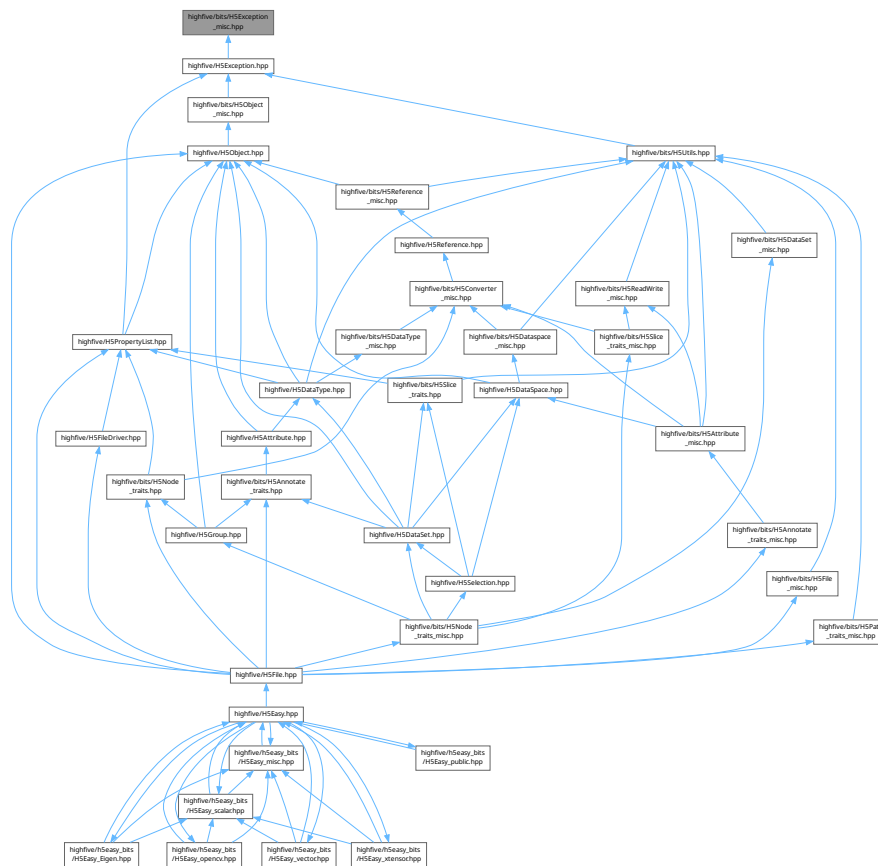 highfive/bits/H5Exception
_misc.hpp
highfive/H5Exception.hpp
highfive/bits/H5Object
_misc.hpp
highfive/H5Object.hpp
highfive/bits/H5Utils.hpp
highfive/bits/H5Reference
_misc.hpp
highfive/H5Reference.hpp
highfive/bits/H5DataSet
_misc.hpp
highfive/bits/H5Converter
_misc.hpp
highfive/bits/H5ReadWrite
_misc.hpp
highfive/H5PropertyList.hpp
highfive/bits/H5DataType
_misc.hpp
highfive/bits/H5Dataspace
_misc.hpp
highfive/bits/H5Slice
_traits_misc.hpp
highfive/H5DataType.hpp
highfive/bits/H5Slice
_traits.hpp
highfive/H5DataSpace.hpp
highfive/H5FileDriver.hpp
highfive/H5Attribute.hpp
highfive/bits/H5Attribute
_misc.hpp
highfive/bits/H5Node
_traits.hpp
highfive/bits/H5Annotate
_traits.hpp
highfive/H5Group.hpp
highfive/H5DataSet.hpp
highfive/bits/H5Annotate
_traits_misc.hpp
highfive/H5Selection.hpp
highfive/bits/H5File
_misc.hpp
highfive/bits/H5Node
_traits_misc.hpp
highfive/bits/H5Pat
_traits_misc.hpp
highfive/H5File.hpp
highfive/H5Easy.hpp
highfive/h5easy_bits
/H5Easy_misc.hpp
highfive/h5easy_bits
/H5Easy_public.hpp
highfive/h5easy_bits
/H5Easy_scalar.hpp
highfive/h5easy_bits
/H5Easy_Eigen.hpp
highfive/h5easy_bits
/H5Easy_opencv.hpp
highfive/h5easy_bits
/H5Easy_vector.hpp
highfive/h5easy_bits
/H5Easy_xtensor.hpp